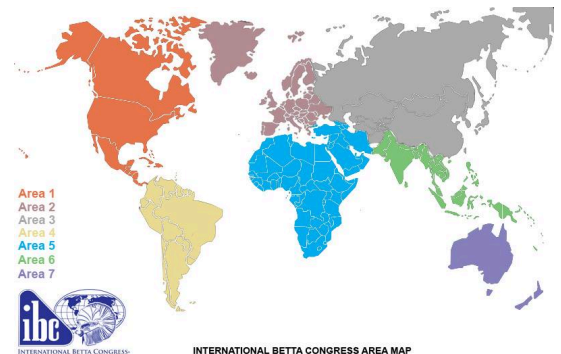 Area 1
Area 2
Area 3
Area 4
Area 5
Area 6
Area 7
ibc
INTERNATIONAL BETTA CONGRESS
INTERNATIONAL BETTA CONGRESS AREA MAP